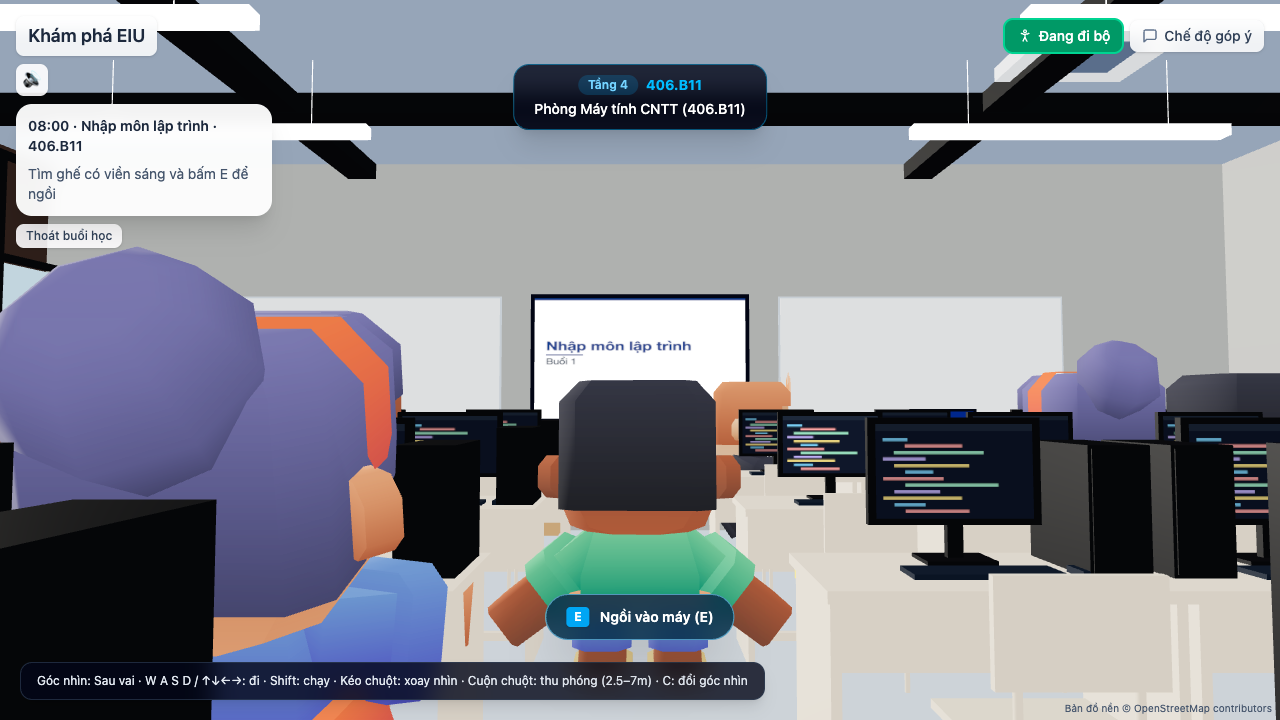 Khám phá EIU
Đang đi bộ
Chế độ góp ý
Tầng 4 406.B11
Phòng Máy tính CNTT (406.B11)
08:00 · Nhập môn lập trình ·
406.B11
Tìm ghế có viền sáng và bấm E để
ngồi
Thoát buổi học
Nhập môn lập trình
Buổi 1
E Ngồi vào máy (E)
Góc nhìn: Sau vai · W A S D / ↑↓←→: đi · Shift: chạy · Kéo chuột: xoay nhìn · Cuộn chuột: thu phóng (2.5–7m) · C: đổi góc nhìn
Bản đồ nền © OpenStreetMap contributors